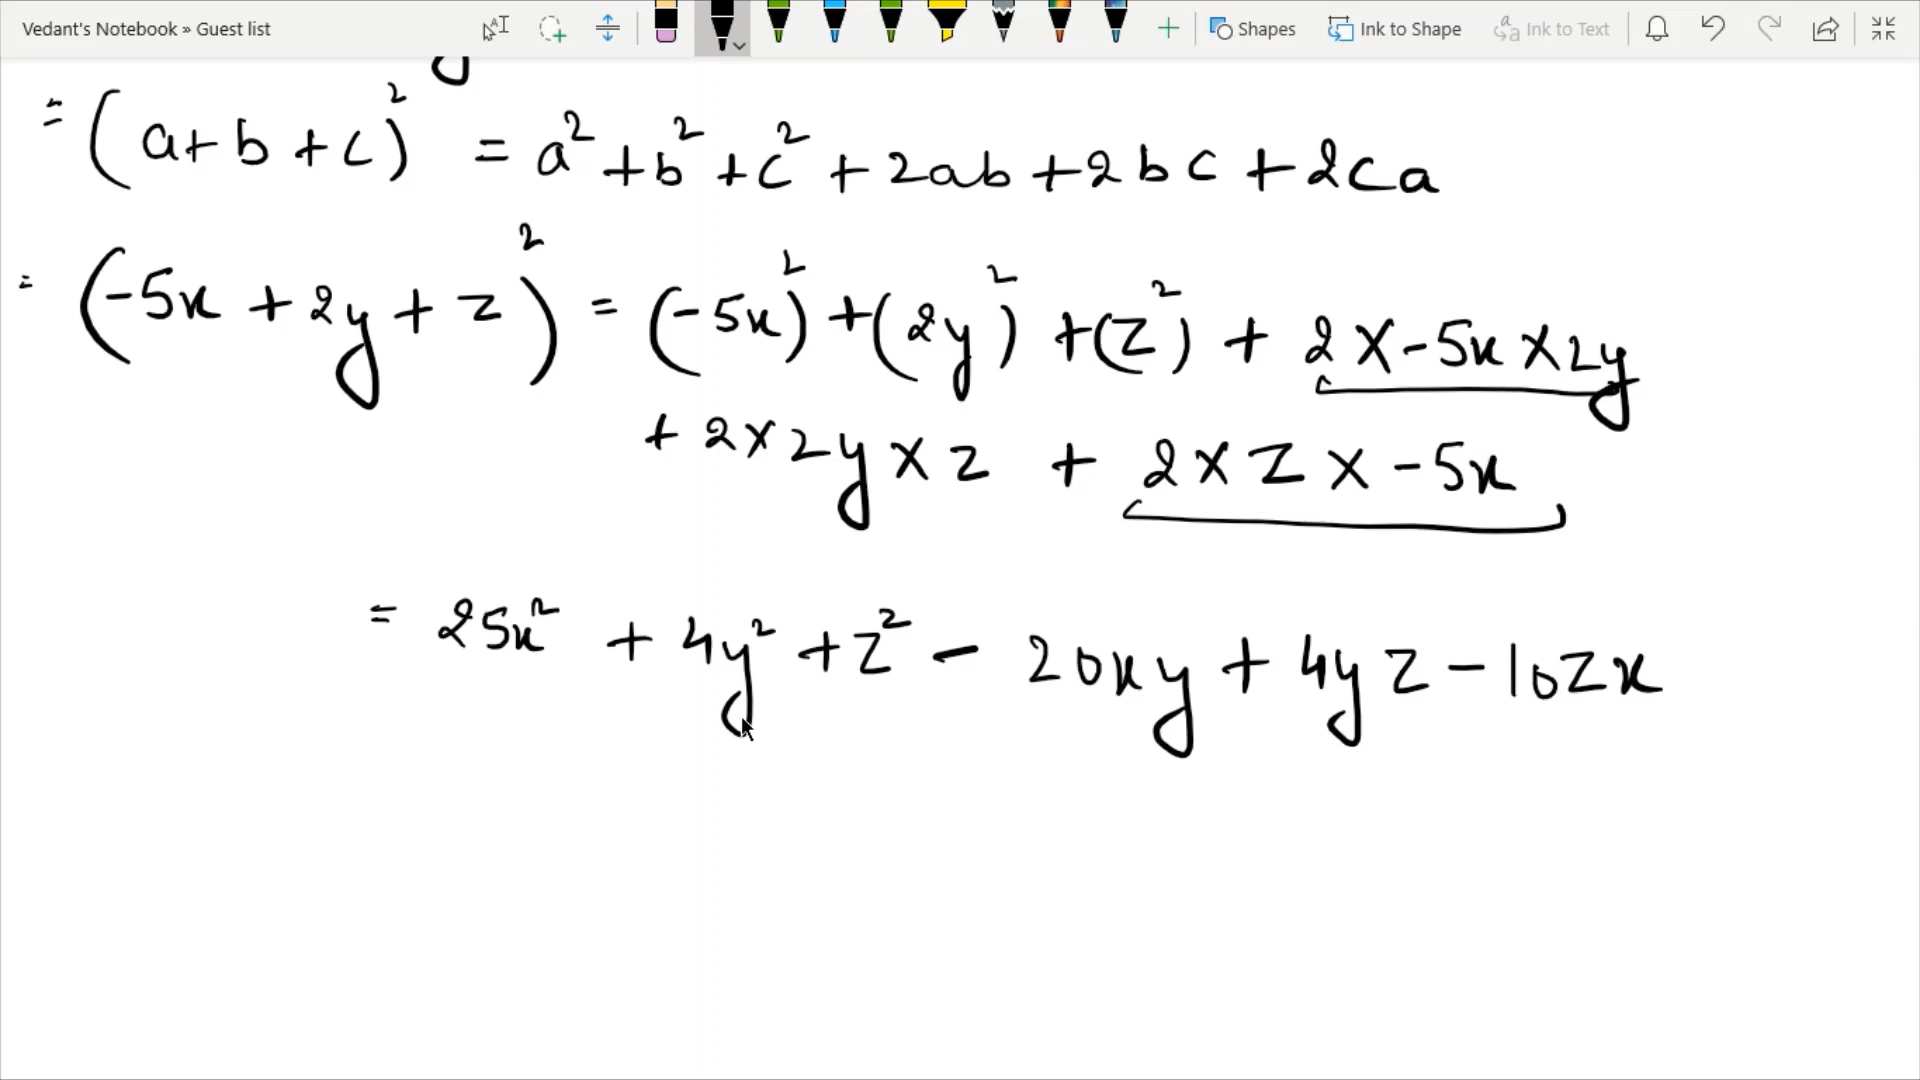 Vedant's Notebook » Guest list Shapes Ink to Shape Ink to Text
= (a+b+c)² = a²+b²+c²+2ab+2bc+2ca
= (-5x+2y+z)² = (-5x)²+(2y)²+(z)²+2×-5x×2y
+2×2y×z+2×z×-5x
= 25x²+4y²+z²-20xy+4yz-10zx